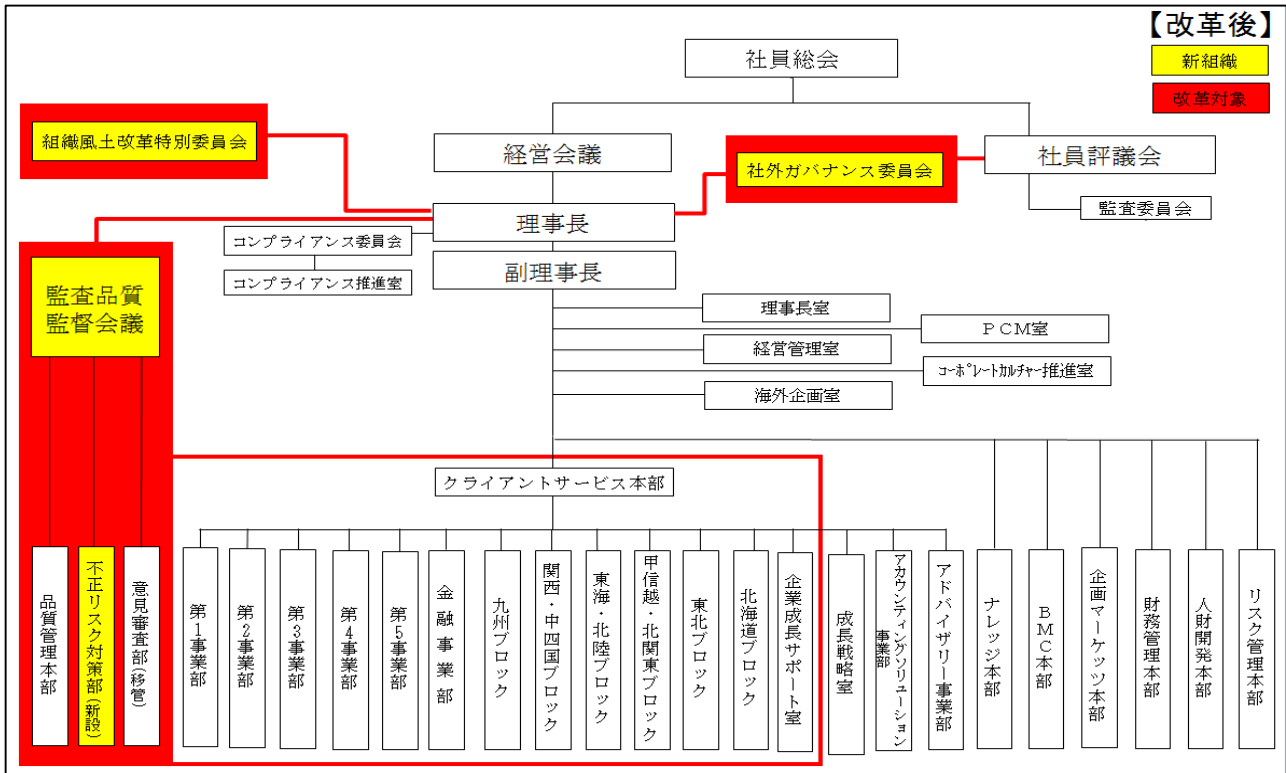 【改革後】
新組織
改革対象
社員総会
組織風土改革特別委員会
経営会議
社外ガバナンス委員会
社員評議会
監査委員会
理事長
コンプライアンス委員会
コンプライアンス推進室
副理事長
監査品質
監督会議
理事長室
PCM室
経営管理室
コーポレートカルチャー推進室
海外企画室
クライアントサービス本部
品質管理本部
不正リスク対策部(新設)
意見審査部(移管)
第1事業部
第2事業部
第3事業部
第4事業部
第5事業部
金融事業部
九州ブロック
関西・中四国ブロック
東海・北陸ブロック
甲信越・北関東ブロック
東北ブロック
北海道ブロック
企業成長サポート室
成長戦略室
アカウンティングソリューション
事業部
アドバイザリー事業部
ナレッジ本部
BMC本部
企画マーケッツ本部
財務管理本部
人財開発本部
リスク管理本部